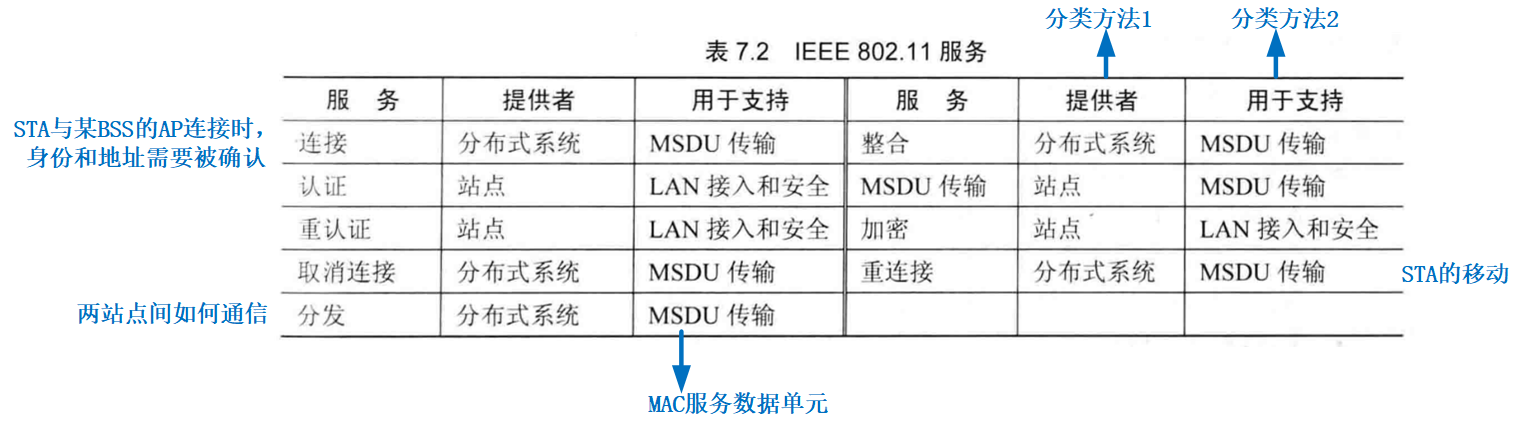 分类方法1 分类方法2
表 7.2 IEEE 802.11 服务
服 务 提供者 用于支持 服 务 提供者 用于支持
STA与某BSS的AP连接时，
身份和地址需要被确认
连接 分布式系统 MSDU 传输 整合 分布式系统 MSDU 传输
认证 站点 LAN 接入和安全 MSDU 传输 站点 MSDU 传输
重认证 站点 LAN 接入和安全 加密 站点 LAN 接入和安全
取消连接 分布式系统 MSDU 传输 重连接 分布式系统 MSDU 传输 STA的移动
两站点间如何通信 分发 分布式系统 MSDU 传输
MAC服务数据单元